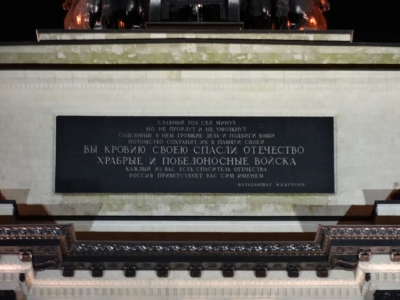 СЛАВНЫЙ ГОД СЕЙ МИНУЛ
НО НЕ ПРОЙДУТ И НЕ УМОЛКНУТ
СОДЕЯННЫЕ В НЕМ ГРОМКИЕ ДЕЛА И ПОДВИГИ ВАШИ
ПОТОМСТВО СОХРАНИТ ИХ В ПАМЯТИ СВОЕЙ
ВЫ КРОВИЮ СВОЕЮ СПАСЛИ ОТЕЧЕСТВО
ХРАБРЫЕ И ПОБЕДОНОСНЫЕ ВОЙСКА
КАЖДЫЙ ИЗ ВАС ЕСТЬ СПАСИТЕЛЬ ОТЕЧЕСТВА
РОССИЯ ПРИВЕТСТВУЕТ ВАС СИМ ИМЕНЕМ
ФЕЛЬДМАРШАЛ М.И.КУТУЗОВ